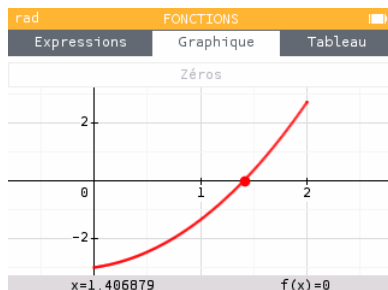 rad FONCTIONS
Expressions Graphique Tableau
Zéros
2
0 1 2
-2
x=1.406879 f(x)=0